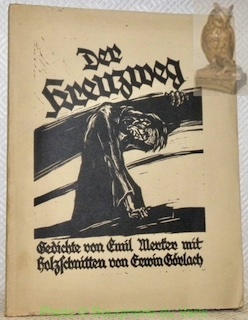 Der
Kreuzweg
Gedichte von Emil Merker mit
Holzschnitten von Erwin Görlach